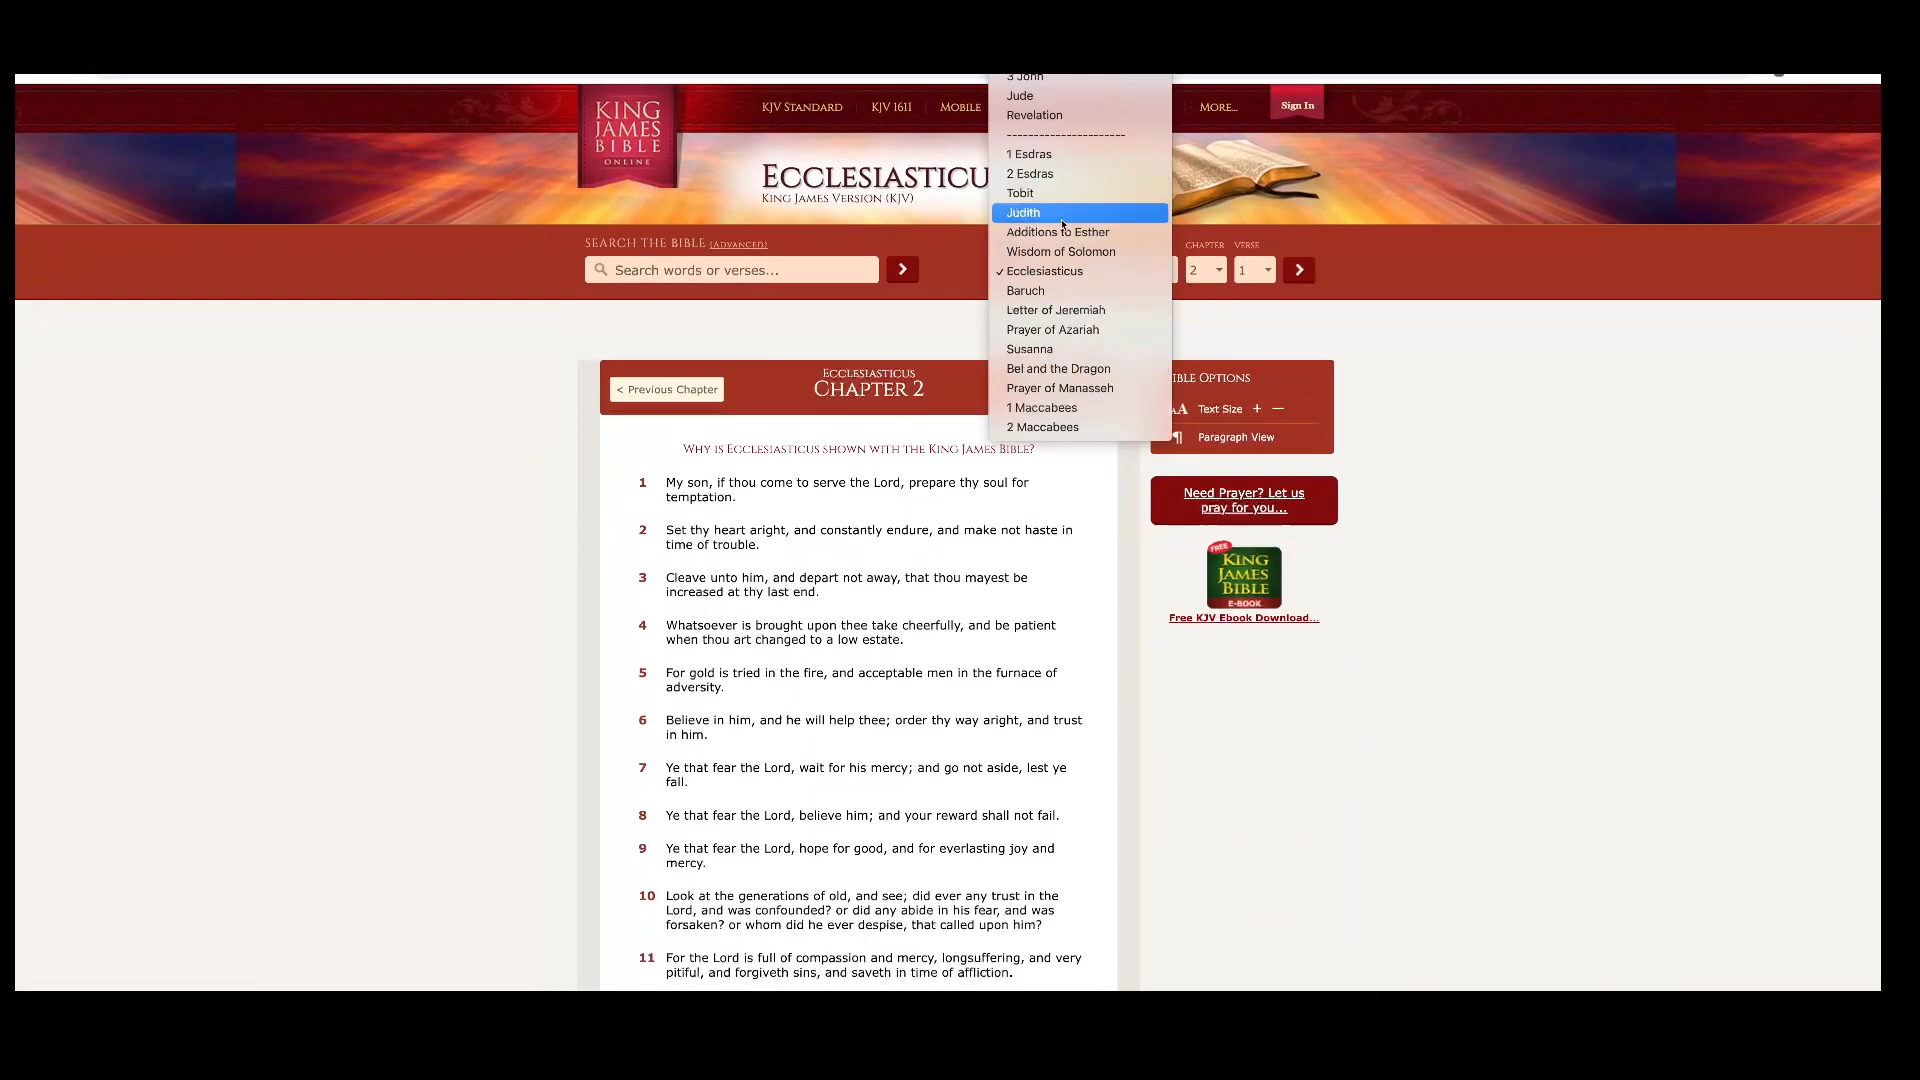 KING
JAMES
BIBLE
ONLINE
KJV STANDARD
KJV 1611
MOBILE
MORE...
Sign In
ECCLESIASTICU
KING JAMES VERSION (KJV)
SEARCH THE BIBLE (ADVANCED)
Search words or verses...
3 John
Jude
Revelation
----------------------
1 Esdras
2 Esdras
Tobit
Judith
Additions to Esther
Wisdom of Solomon
✓ Ecclesiasticus
Baruch
Letter of Jeremiah
Prayer of Azariah
Susanna
Bel and the Dragon
Prayer of Manasseh
1 Maccabees
2 Maccabees
CHAPTER
VERSE
2
1
< Previous Chapter
ECCLESIASTICUS
CHAPTER 2
WHY IS ECCLESIASTICUS SHOWN WITH THE KING JAMES BIBLE?
1 My son, if thou come to serve the Lord, prepare thy soul for
temptation.
2 Set thy heart aright, and constantly endure, and make not haste in
time of trouble.
3 Cleave unto him, and depart not away, that thou mayest be
increased at thy last end.
4 Whatsoever is brought upon thee take cheerfully, and be patient
when thou art changed to a low estate.
5 For gold is tried in the fire, and acceptable men in the furnace of
adversity.
6 Believe in him, and he will help thee; order thy way aright, and trust
in him.
7 Ye that fear the Lord, wait for his mercy; and go not aside, lest ye
fall.
8 Ye that fear the Lord, believe him; and your reward shall not fail.
9 Ye that fear the Lord, hope for good, and for everlasting joy and
mercy.
10 Look at the generations of old, and see; did ever any trust in the
Lord, and was confounded? or did any abide in his fear, and was
forsaken? or whom did he ever despise, that called upon him?
11 For the Lord is full of compassion and mercy, longsuffering, and very
pitiful, and forgiveth sins, and saveth in time of affliction.
IBLE OPTIONS
AA Text Size + —
¶ Paragraph View
Need Prayer? Let us
pray for you...
FREE
KING
JAMES
BIBLE
E-BOOK
Free KJV Ebook Download...